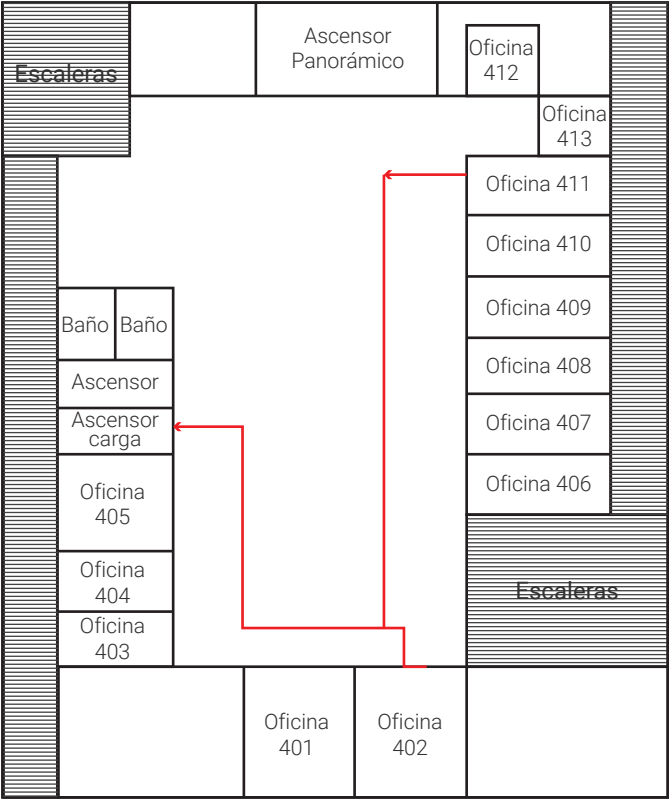 Escaleras
Ascensor
Panorámico
Oficina
412
Oficina
413
Oficina 411
Oficina 410
Oficina 409
Oficina 408
Oficina 407
Oficina 406
Escaleras
Baño
Baño
Ascensor
Ascensor
carga
Oficina
405
Oficina
404
Oficina
403
Oficina
401
Oficina
402